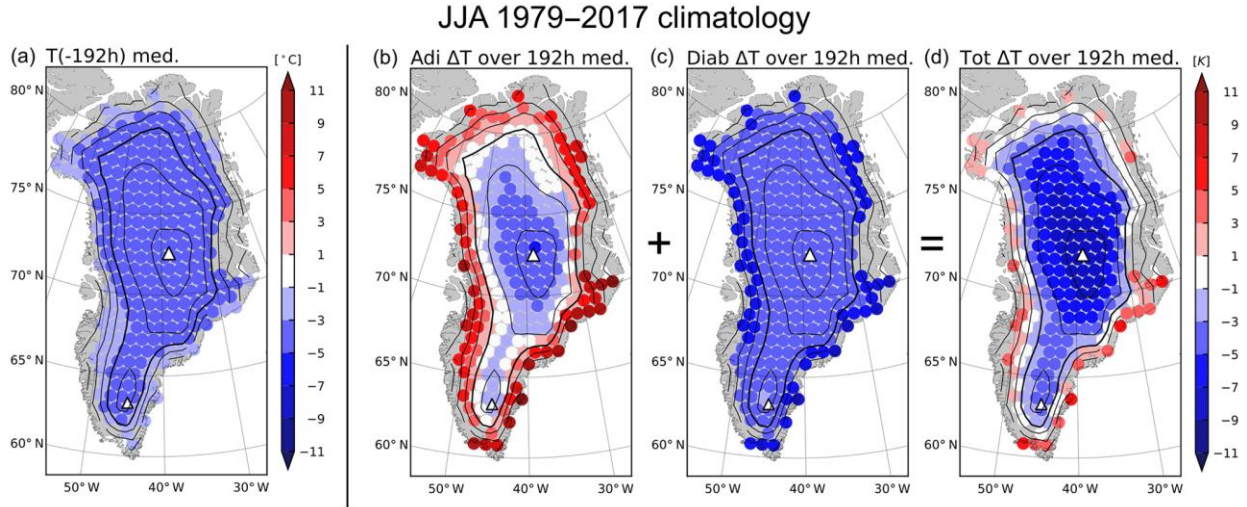 JJA 1979–2017 climatology
(a) T(-192h) med.
[°C]
(b) Adi ΔT over 192h med.
(c) Diab ΔT over 192h med.
(d) Tot ΔT over 192h med.
[K]
80° N
75° N
70° N
65° N
60° N
50° W
40° W
30° W
11
9
7
5
3
1
−1
−3
−5
−7
−9
−11
80° N
75° N
70° N
65° N
60° N
50° W
40° W
30° W
+
80° N
75° N
70° N
65° N
60° N
50° W
40° W
30° W
=
80° N
75° N
70° N
65° N
60° N
50° W
40° W
30° W
11
9
7
5
3
1
−1
−3
−5
−7
−9
−11